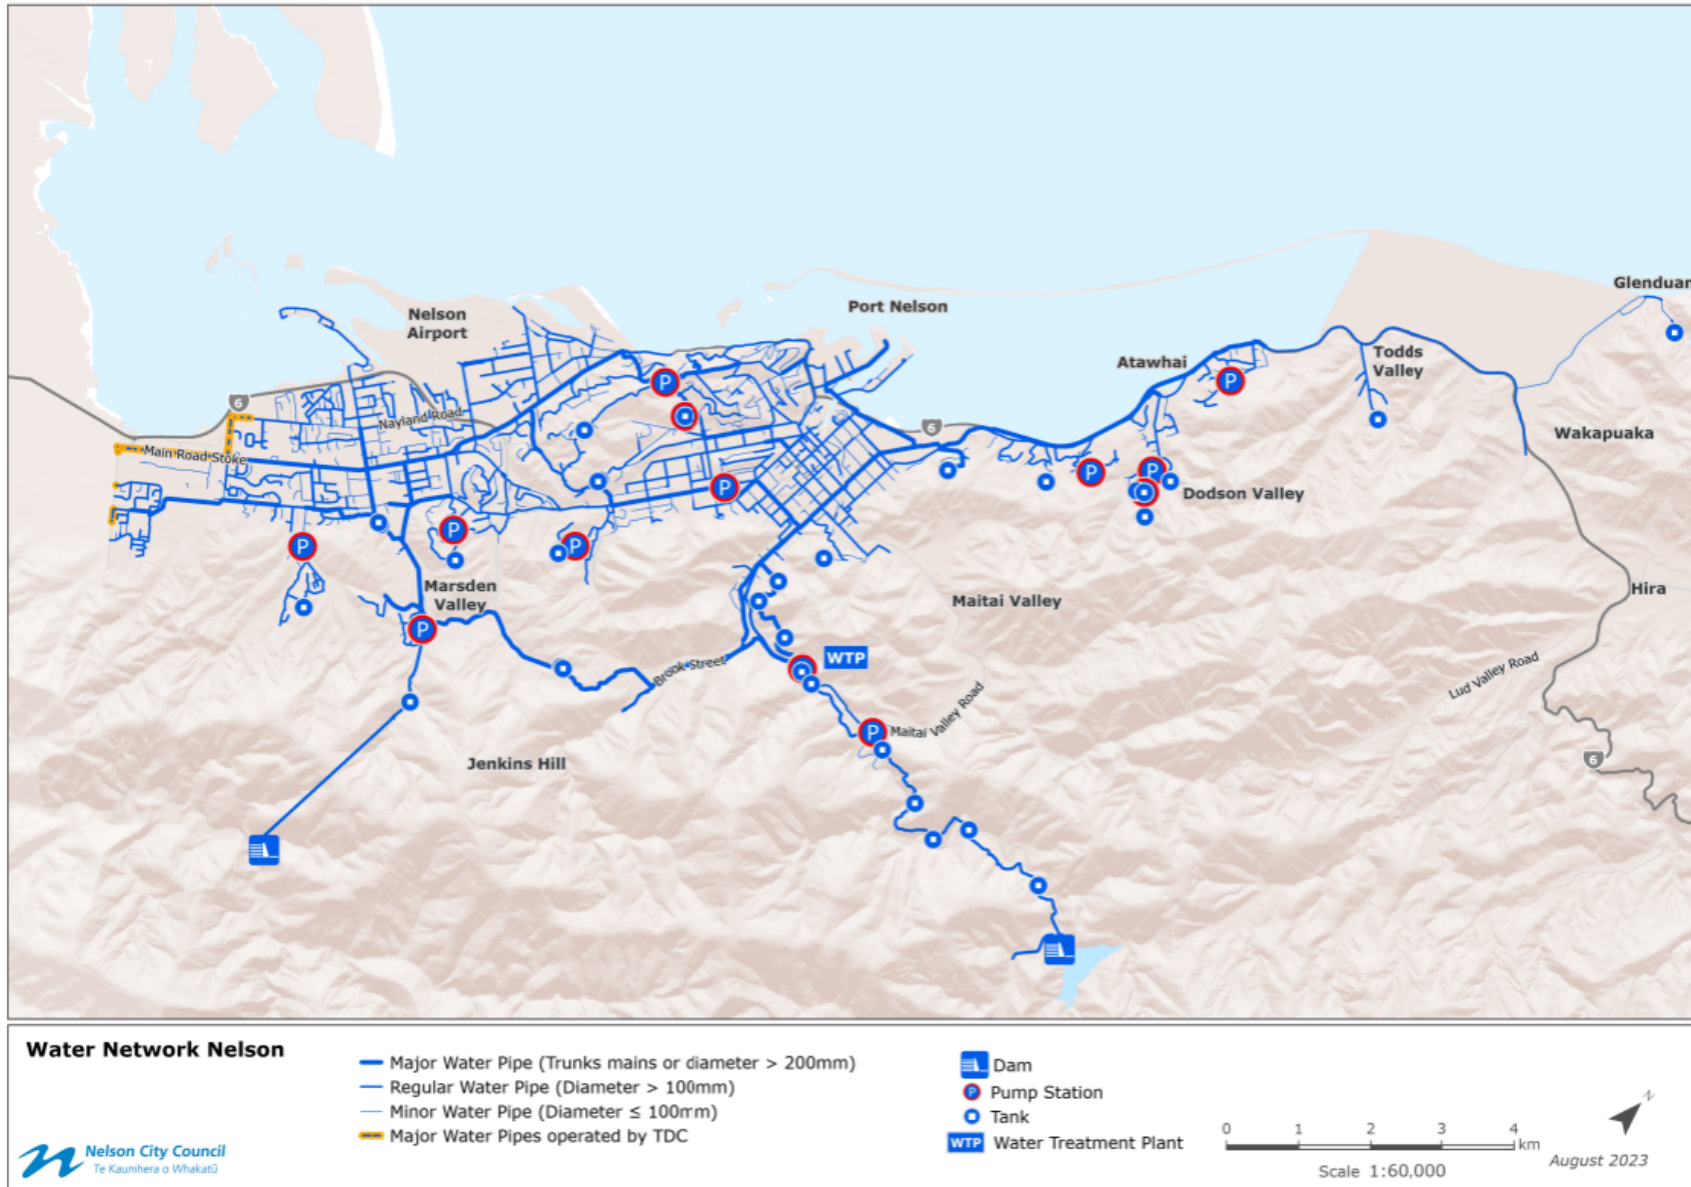 Glenduan
Port Nelson
Nelson
Airport
Todds
Valley
Atawhai
6
Nayland Road
6
Wakapuaka
Main Road Stoke
P
P
P
P
P
Dodson Valley
P
P
P
P
Marsden
Valley
Hira
Maitai Valley
P
WTP
Brook Street
Lud Valley Road
Maitai Valley Road
P
Jenkins Hill
6
Water Network Nelson
Major Water Pipe (Trunks mains or diameter > 200mm)
Regular Water Pipe (Diameter > 100mm)
Minor Water Pipe (Diameter ≤ 100mm)
Major Water Pipes operated by TDC
Dam
P Pump Station
Tank
WTP Water Treatment Plant
Nelson City Council
Te Kaunihera o Whakatū
0 1 2 3 4 km
Scale 1:60,000
N
August 2023